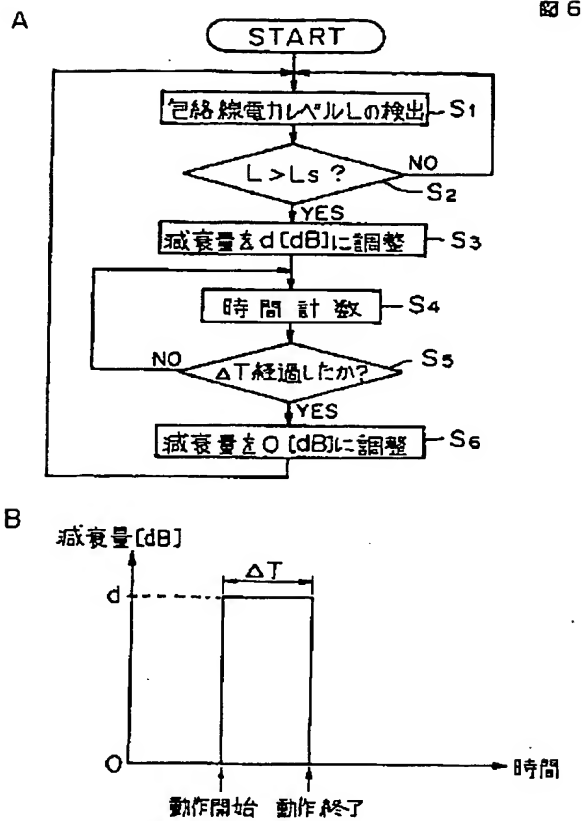 図6
A
START
包絡線電力レベルLの検出
S1
L>Ls ?
NO
S2
YES
減衰量をd[dB]に調整
S3
時間計数
S4
NO
ΔT経過したか?
S5
YES
減衰量を0[dB]に調整
S6
B
減衰量[dB]
ΔT
d
0
時間
動作開始
動作終了